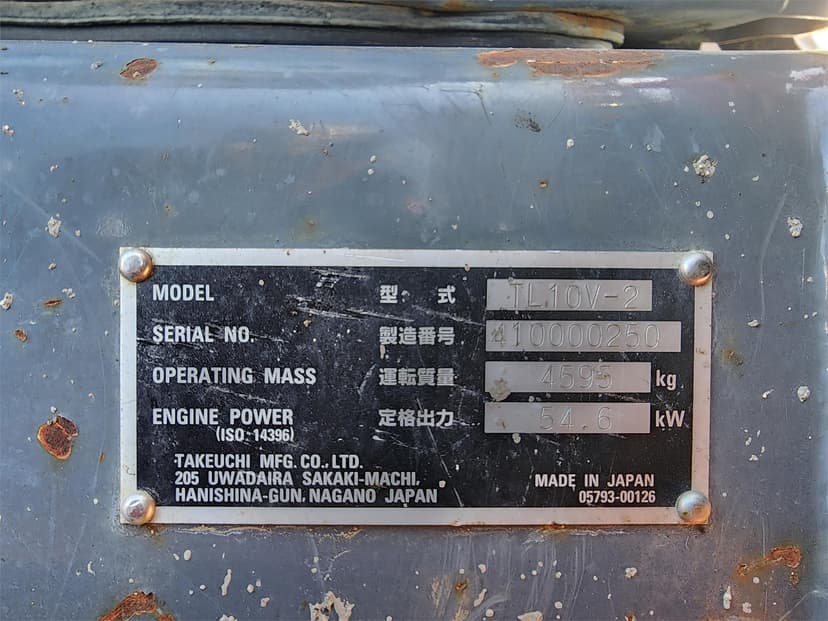 MODEL 型 式 TL10V-2
SERIAL NO. 製造番号 410000250
OPERATING MASS 運転質量 4595 kg
ENGINE POWER 定格出力 54.6 kW
(ISO: 14396)
TAKEUCHI MFG. CO., LTD.
205 UWADAIRA SAKAKI-MACHI,
HANISHINA-GUN, NAGANO JAPAN
MADE IN JAPAN
05793-00126